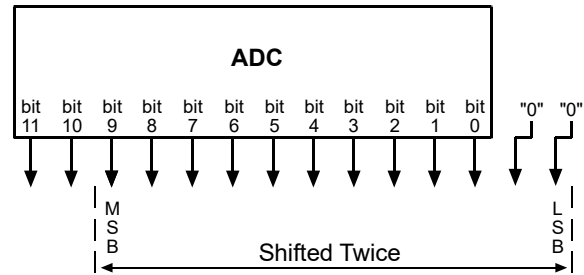 ADC
bit bit bit bit bit bit bit bit bit bit bit bit "0" "0"
11 10 9 8 7 6 5 4 3 2 1 0
M L
S S
B B
Shifted Twice